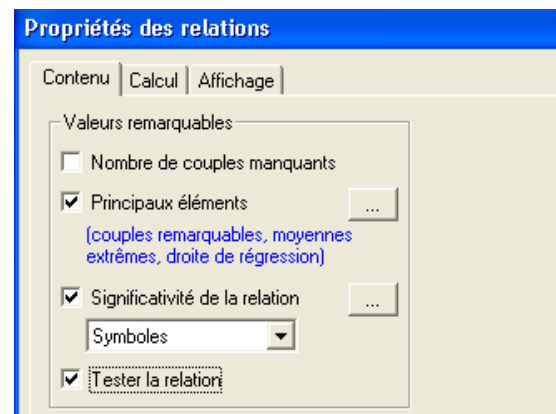 Propriétés des relations
Contenu Calcul Affichage
Valeurs remarquables
Nombre de couples manquants
Principaux éléments ...
(couples remarquables, moyennes
extrêmes, droite de régression)
Significativité de la relation ...
Symboles
Tester la relation